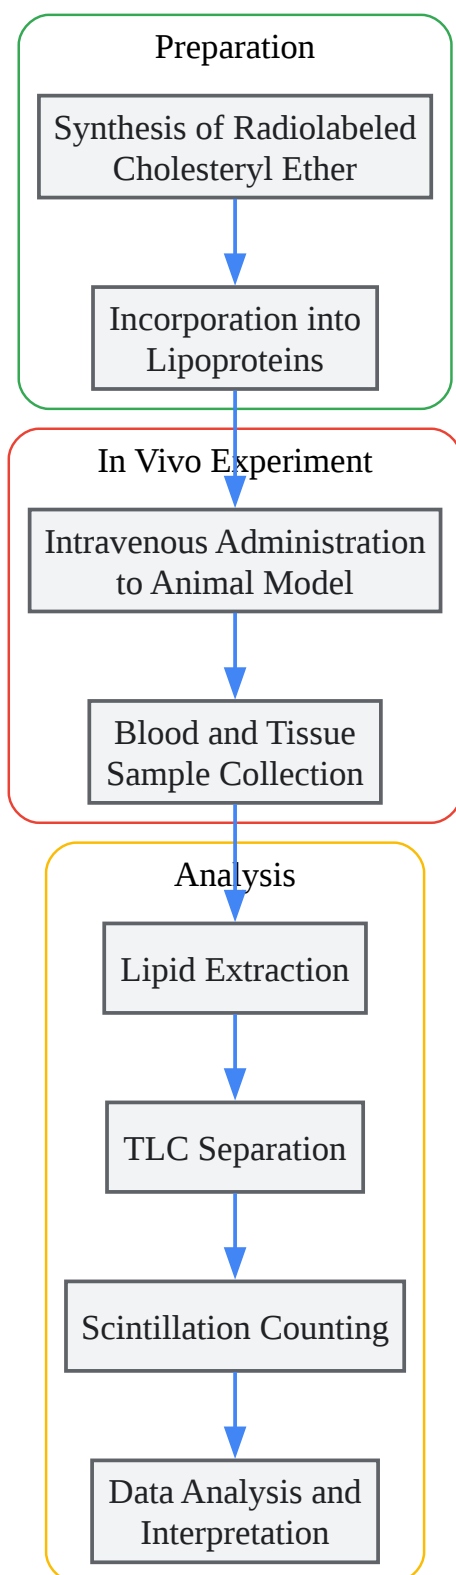 Preparation
Synthesis of Radiolabeled
Cholesteryl Ether
Incorporation into
Lipoproteins
In Vivo Experiment
Intravenous Administration
to Animal Model
Blood and Tissue
Sample Collection
Analysis
Lipid Extraction
TLC Separation
Scintillation Counting
Data Analysis and
Interpretation